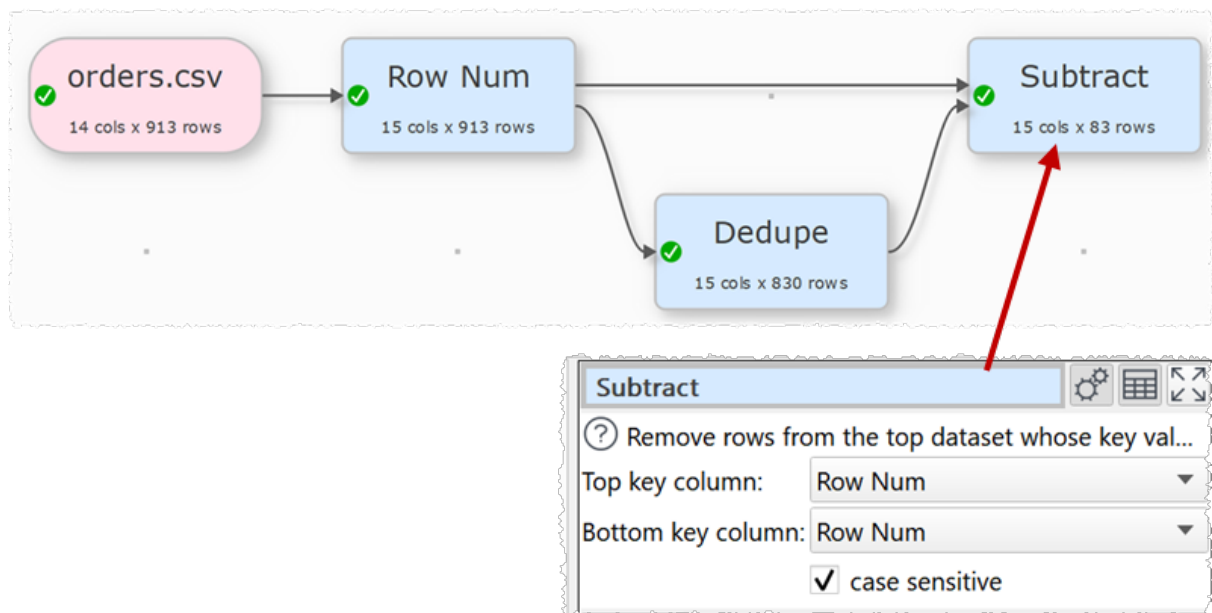 orders.csv
14 cols x 913 rows
Row Num
15 cols x 913 rows
Subtract
15 cols x 83 rows
Dedupe
15 cols x 830 rows
Subtract
? Remove rows from the top dataset whose key val...
Top key column: Row Num
Bottom key column: Row Num
case sensitive